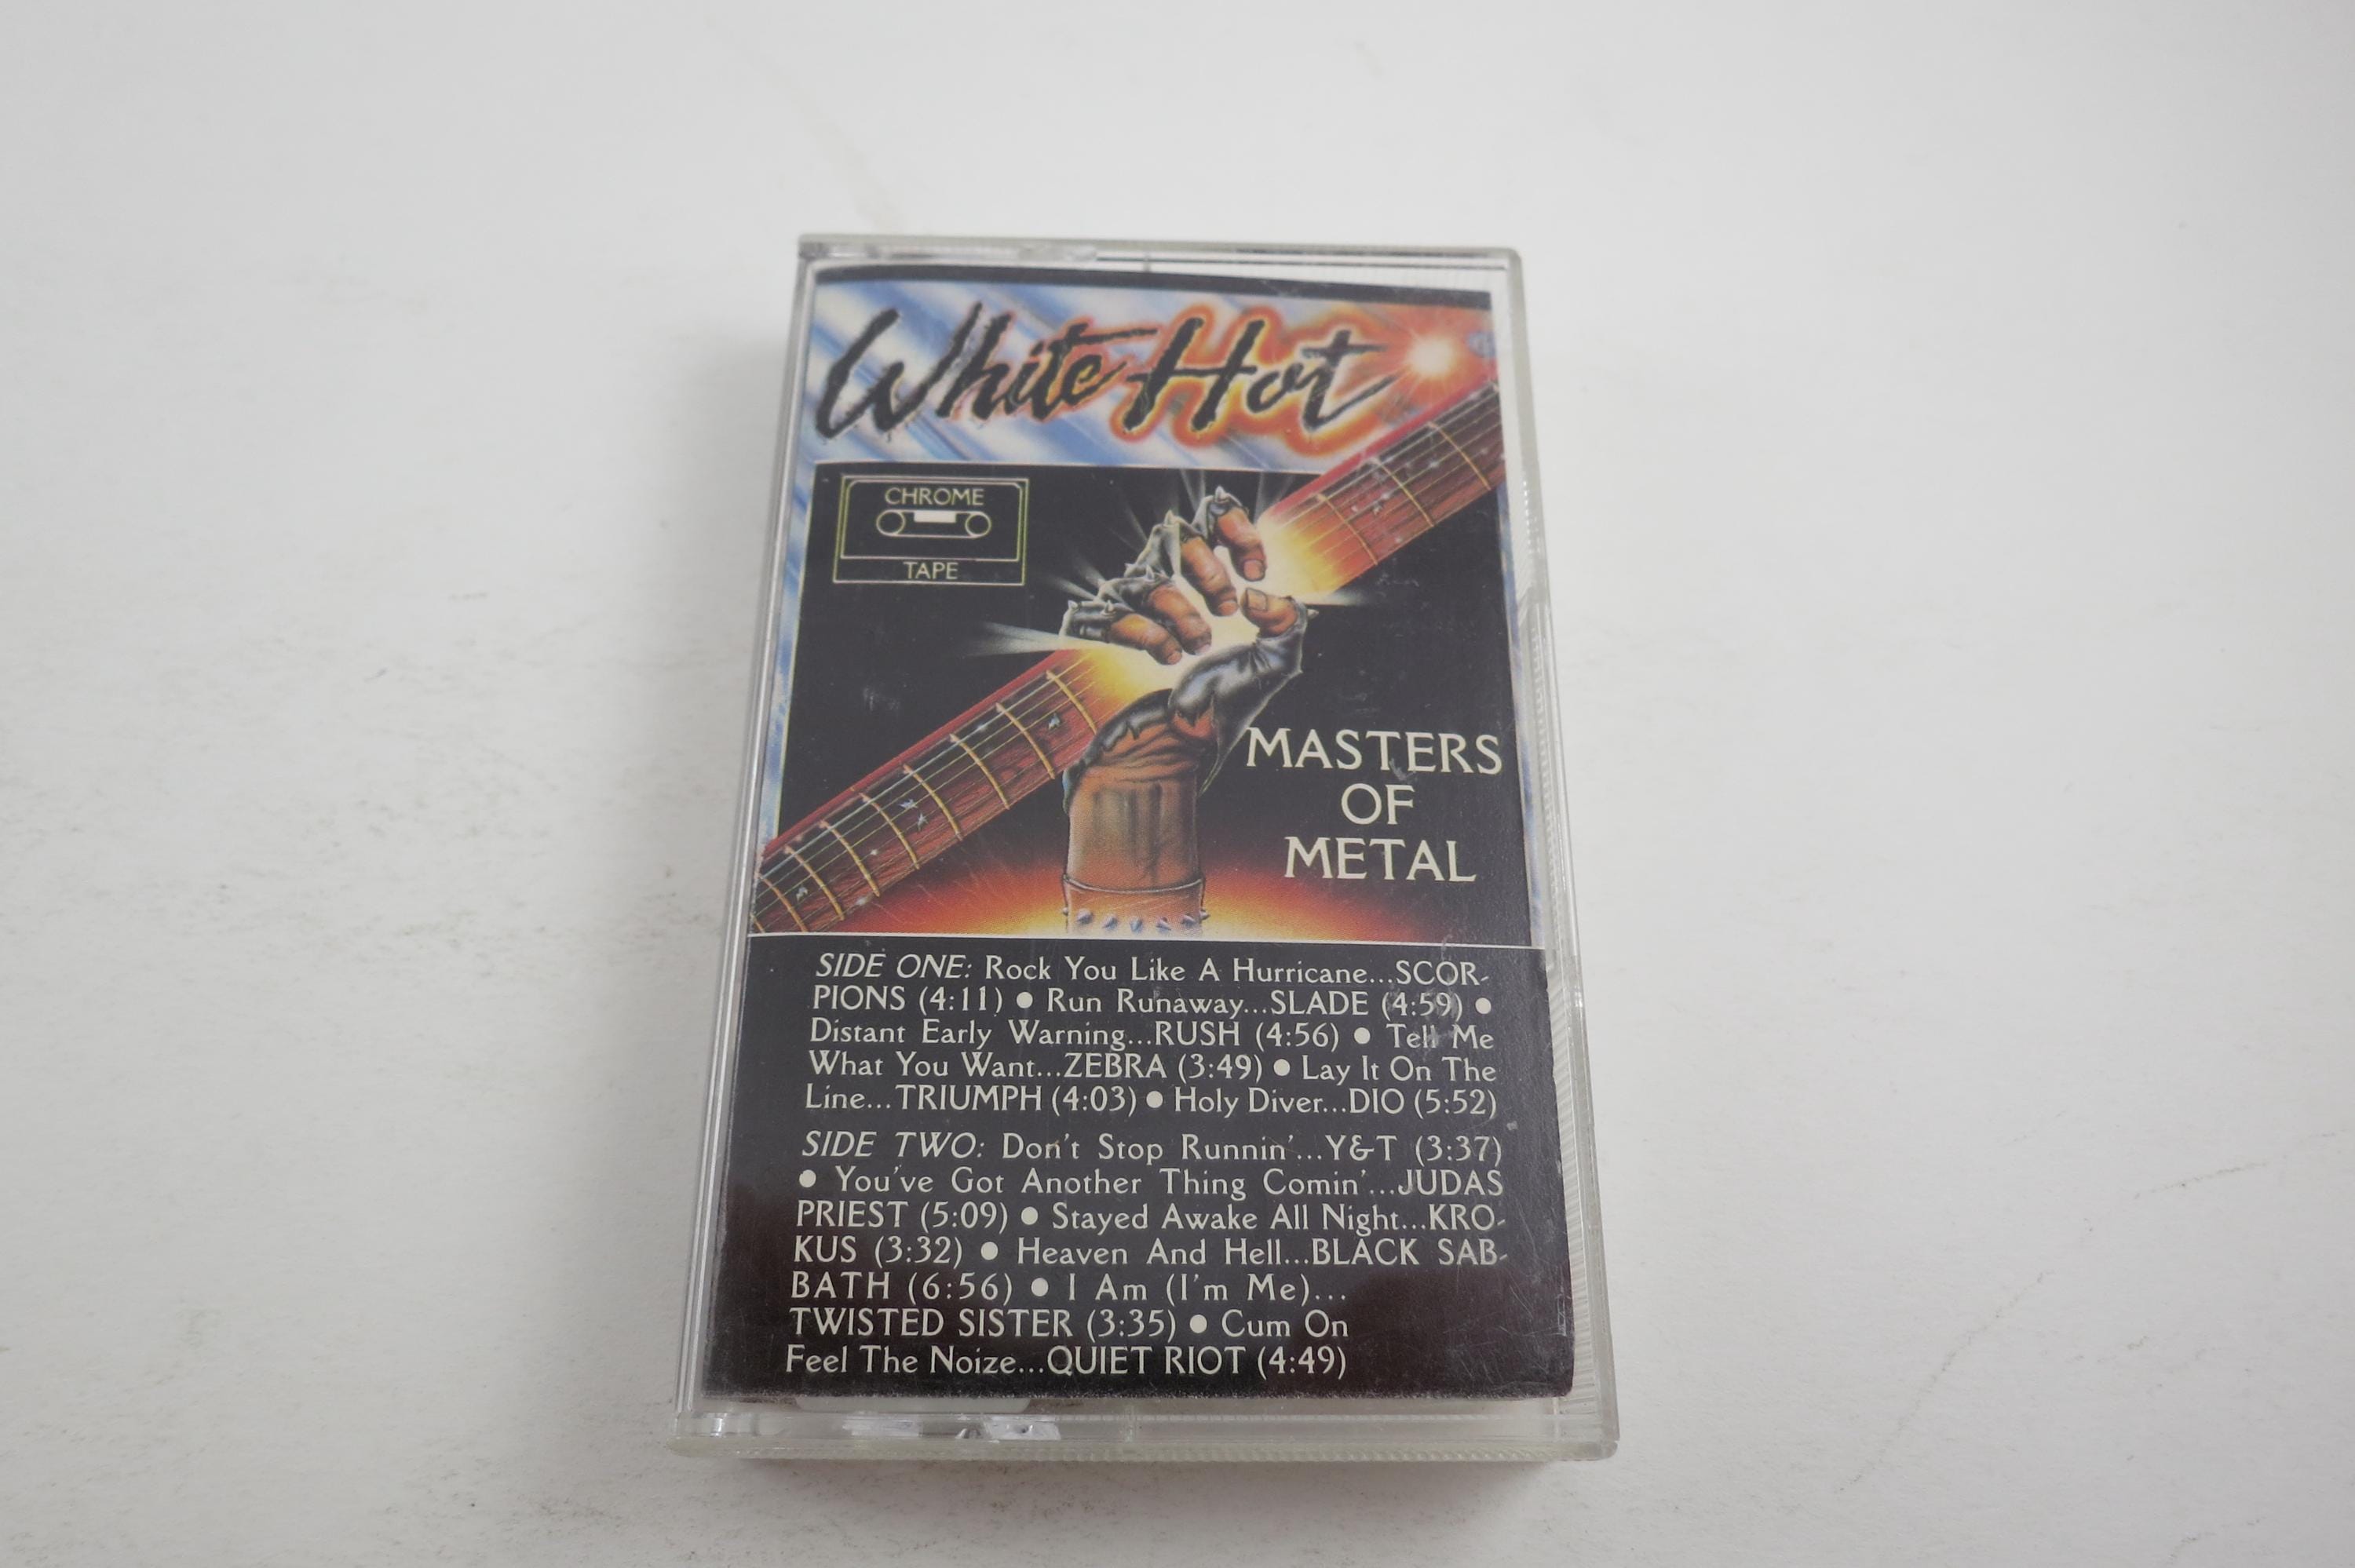 White Hot
CHROME
TAPE
MASTERS
OF
METAL
SIDE ONE: Rock You Like A Hurricane...SCOR-
PIONS (4:11) ● Run Runaway...SLADE (4:59) ●
Distant Early Warning...RUSH (4:56) ● Tell Me
What You Want...ZEBRA (3:49) ● Lay It On The
Line...TRIUMPH (4:03) ● Holy Diver...DIO (5:52)
SIDE TWO: Don't Stop Runnin'...Y&T (3:37)
● You've Got Another Thing Comin'...JUDAS
PRIEST (5:09) ● Stayed Awake All Night...KRO-
KUS (3:32) ● Heaven And Hell...BLACK SAB-
BATH (6:56) ● I Am (I'm Me)...
TWISTED SISTER (3:35) ● Cum On
Feel The Noize...QUIET RIOT (4:49)